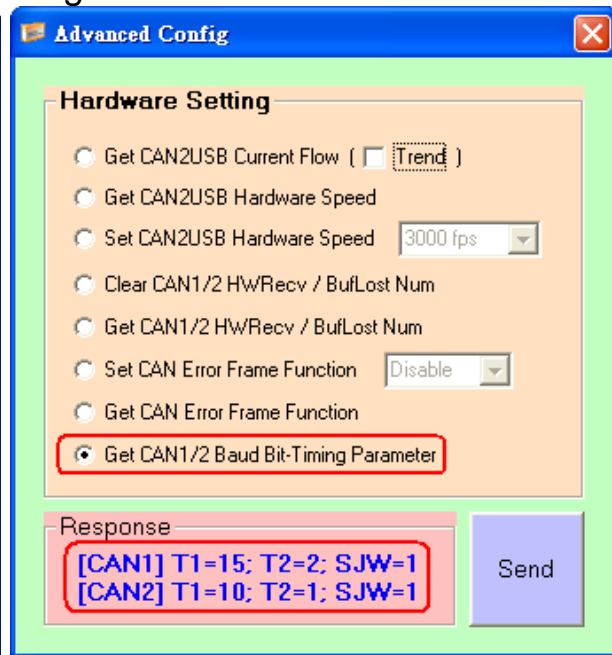 Advanced Config
Hardware Setting
Get CAN2USB Current Flow ( Trend )
Get CAN2USB Hardware Speed
Set CAN2USB Hardware Speed 3000 fps
Clear CAN1/2 HWRecv / BufLost Num
Get CAN1/2 HWRecv / BufLost Num
Set CAN Error Frame Function Disable
Get CAN Error Frame Function
Get CAN1/2 Baud Bit-Timing Parameter
Response
[CAN1] T1=15; T2=2; SJW=1
[CAN2] T1=10; T2=1; SJW=1
Send